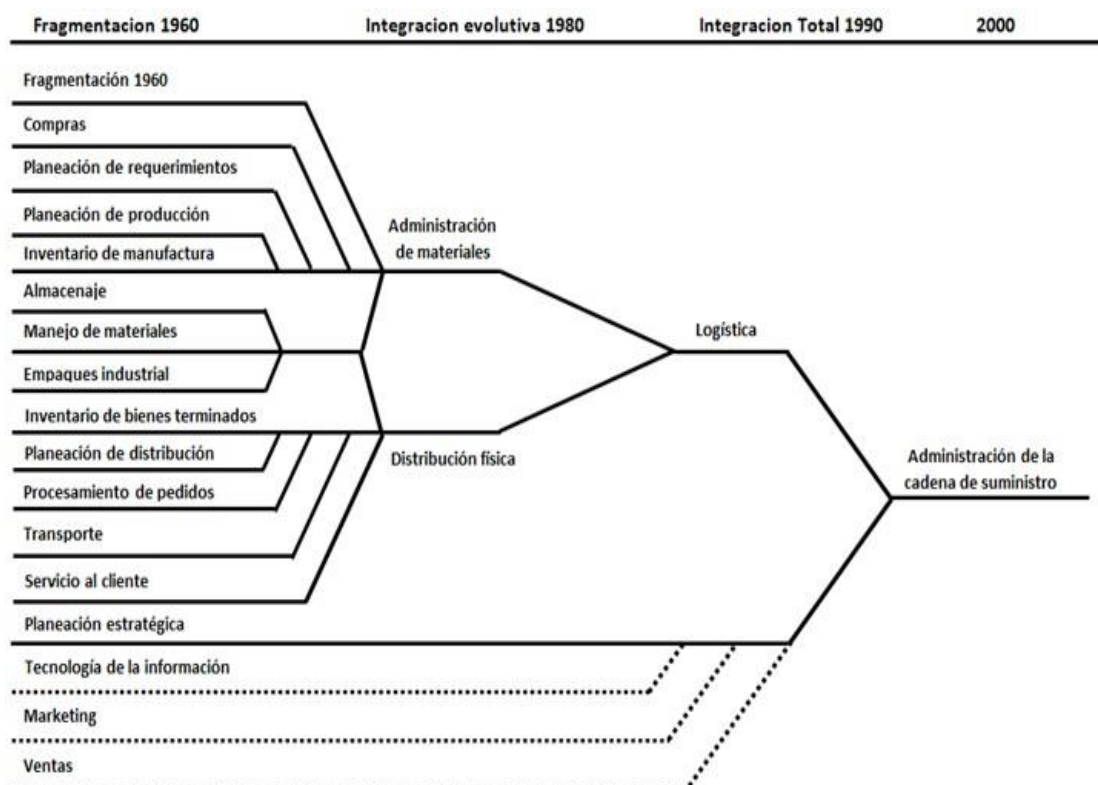 Fragmentacion 1960
Integracion evolutiva 1980
Integracion Total 1990
2000
Fragmentación 1960
Compras
Planeación de requerimientos
Planeación de producción
Inventario de manufactura
Almacenaje
Manejo de materiales
Empaques industrial
Inventario de bienes terminados
Planeación de distribución
Procesamiento de pedidos
Transporte
Servicio al cliente
Planeación estratégica
Tecnología de la información
Marketing
Ventas
Administración
de materiales
Distribución física
Logística
Administración de la
cadena de suministro